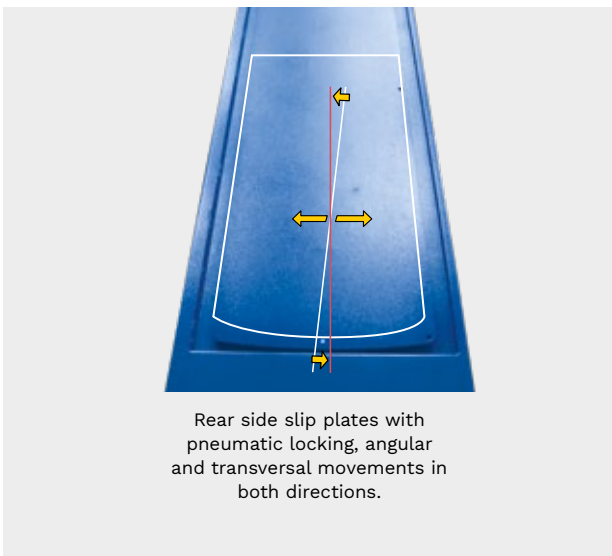 Rear side slip plates with
pneumatic locking, angular
and transversal movements in
both directions.